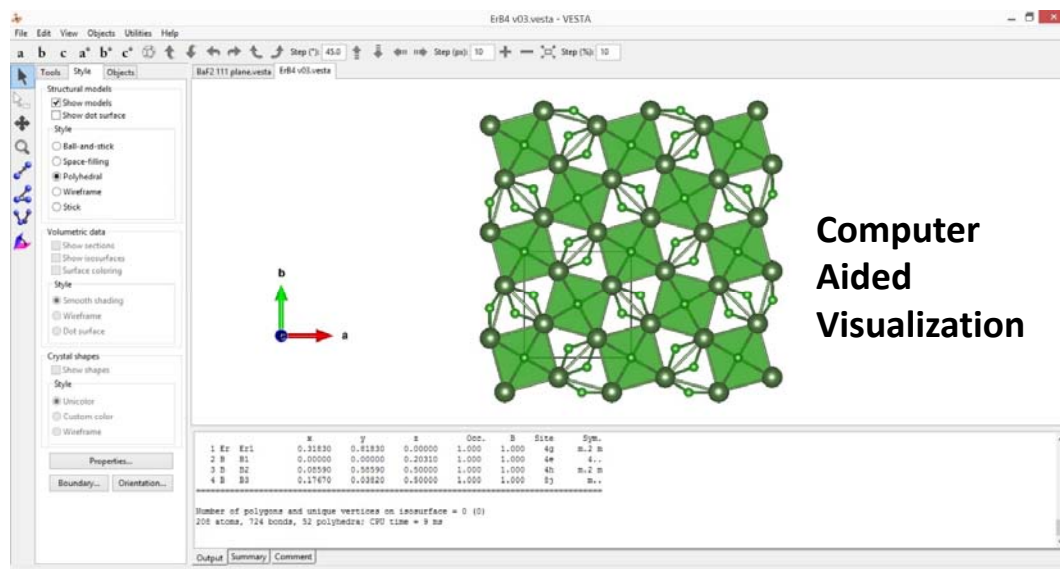 ErB4 v03.vesta - VESTA
File Edit View Objects Utilities Help
a b c a* b* c* Step (°): 45.0 Step (px): 10 Step (%): 10
Tools Style Objects
BaF2 111 plane.vesta ErB4 v03.vesta
Structural models
Show models
Show dot surface
Style
Ball-and-stick
Space-filling
Polyhedral
Wireframe
Stick
Volumetric data
Show sections
Show isosurfaces
Surface coloring
Style
Smooth shading
Wireframe
Dot surface
Crystal shapes
Show shapes
Style
Unicolor
Custom color
Wireframe
Properties...
Boundary... Orientation...
b
a
Computer
Aided
Visualization
x y z Occ. B Site Sym.
1 Er Er1 0.31830 0.81830 0.00000 1.000 1.000 4g m.2 m
2 B B1 0.00000 0.00000 0.20310 1.000 1.000 4e 4..
3 B B2 0.08590 0.58590 0.50000 1.000 1.000 4h m.2 m
4 B B3 0.17670 0.03820 0.50000 1.000 1.000 8j m..
Number of polygons and unique vertices on isosurface = 0 (0)
208 atoms, 724 bonds, 52 polyhedra; CPU time = 9 ms
Output Summary Comment